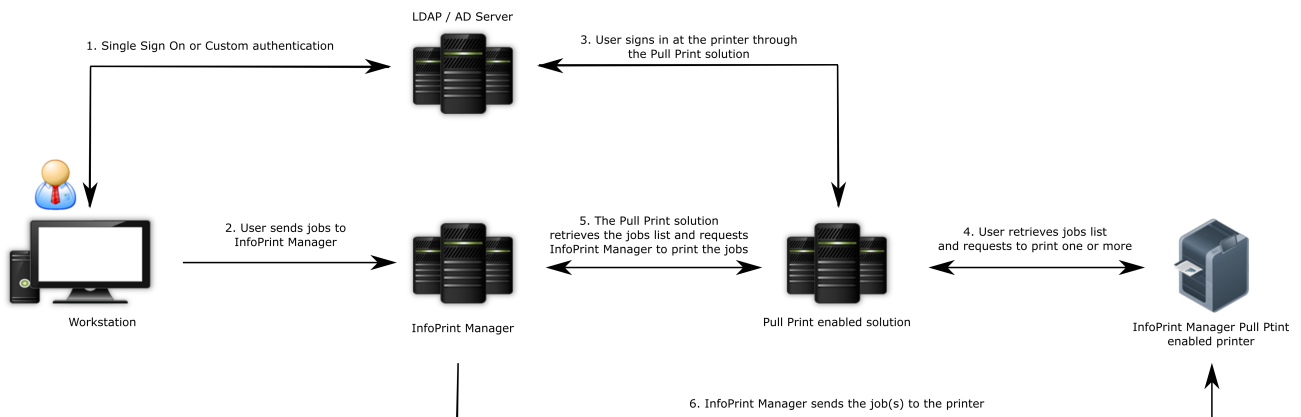 LDAP / AD Server
1. Single Sign On or Custom authentication
3. User signs in at the printer through
the Pull Print solution
2. User sends jobs to
InfoPrint Manager
5. The Pull Print solution
retrieves the jobs list and requests
InfoPrint Manager to print the jobs
4. User retrieves jobs list
and requests to print one or more
Workstation
InfoPrint Manager
Pull Print enabled solution
InfoPrint Manager Pull Ptint
enabled printer
6. InfoPrint Manager sends the job(s) to the printer